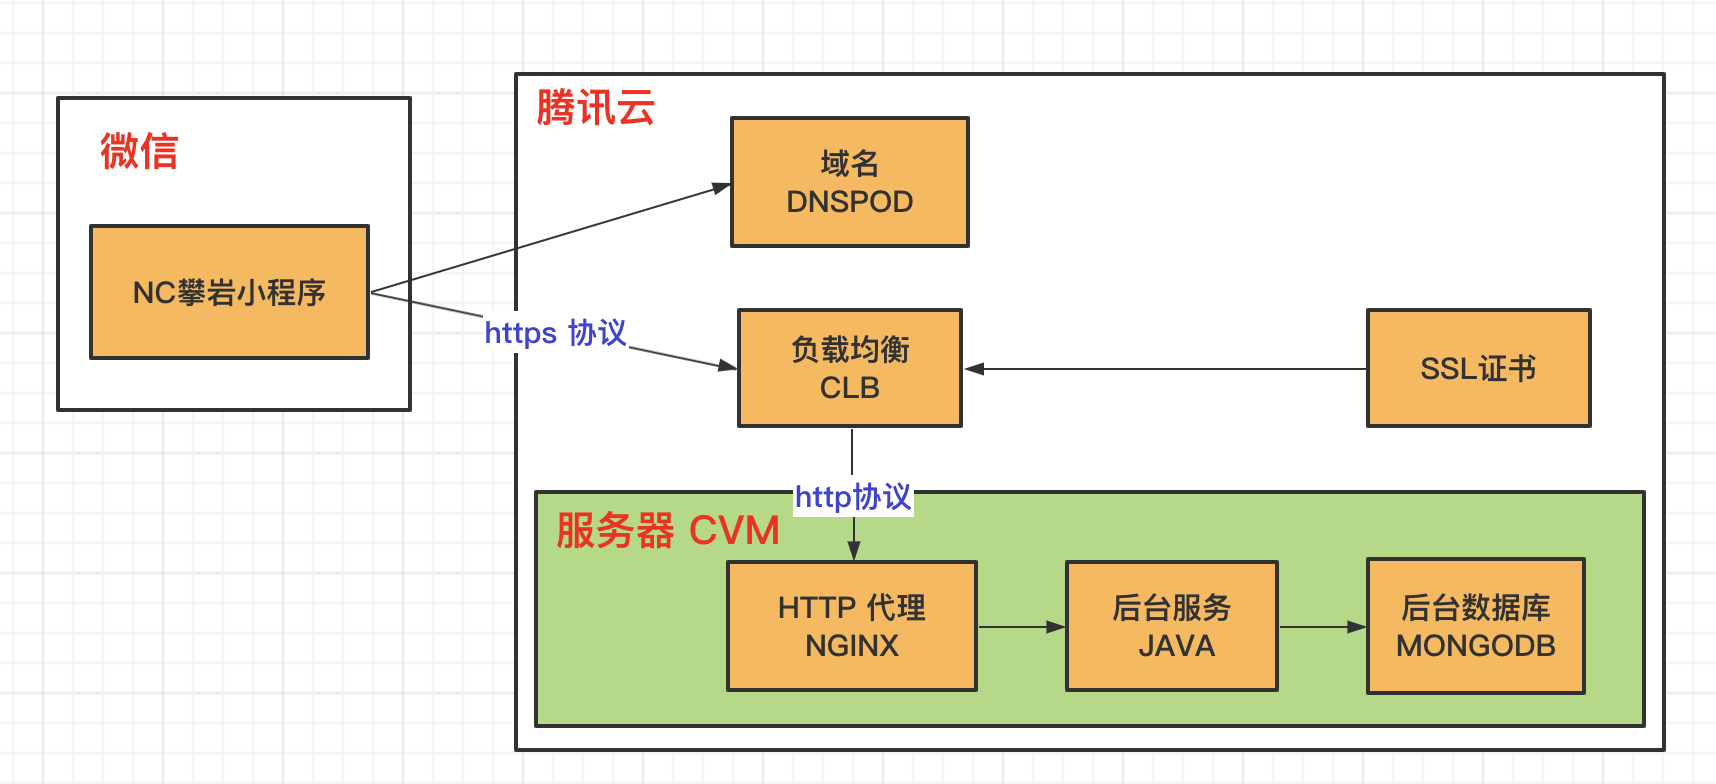 微信
NC攀岩小程序
腾讯云
域名
DNSPOD
https 协议
负载均衡
CLB
SSL证书
http协议
服务器 CVM
HTTP 代理
NGINX
后台服务
JAVA
后台数据库
MONGODB